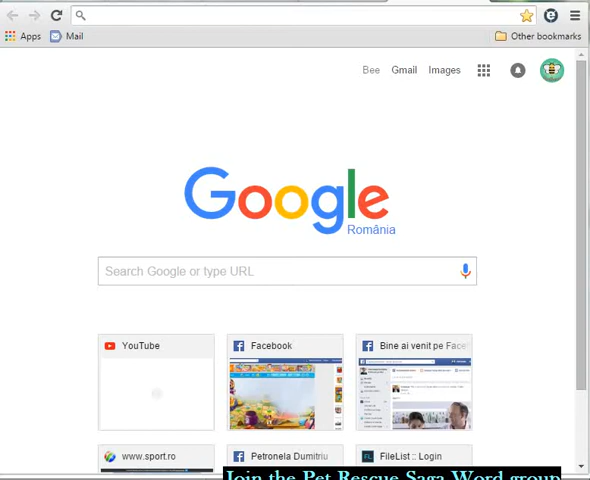 Apps Mail Other bookmarks
Bee Gmail Images
Google
România
Search Google or type URL
YouTube Facebook Bine ai venit pe Face
www.sport.ro Petronela Dumitriu FileList :: Login
Join the Pet Rescue Saga Word group